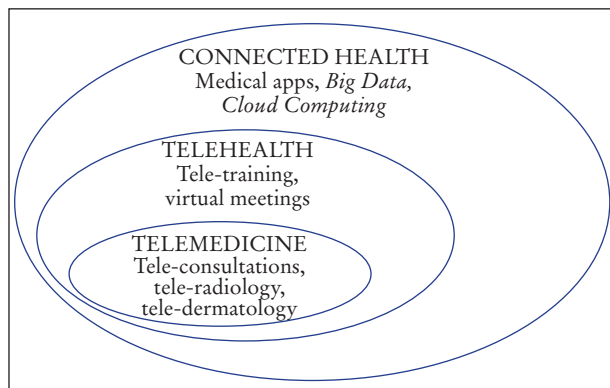 CONNECTED HEALTH
Medical apps, Big Data,
Cloud Computing
TELEHEALTH
Tele-training,
virtual meetings
TELEMEDICINE
Tele-consultations,
tele-radiology,
tele-dermatology